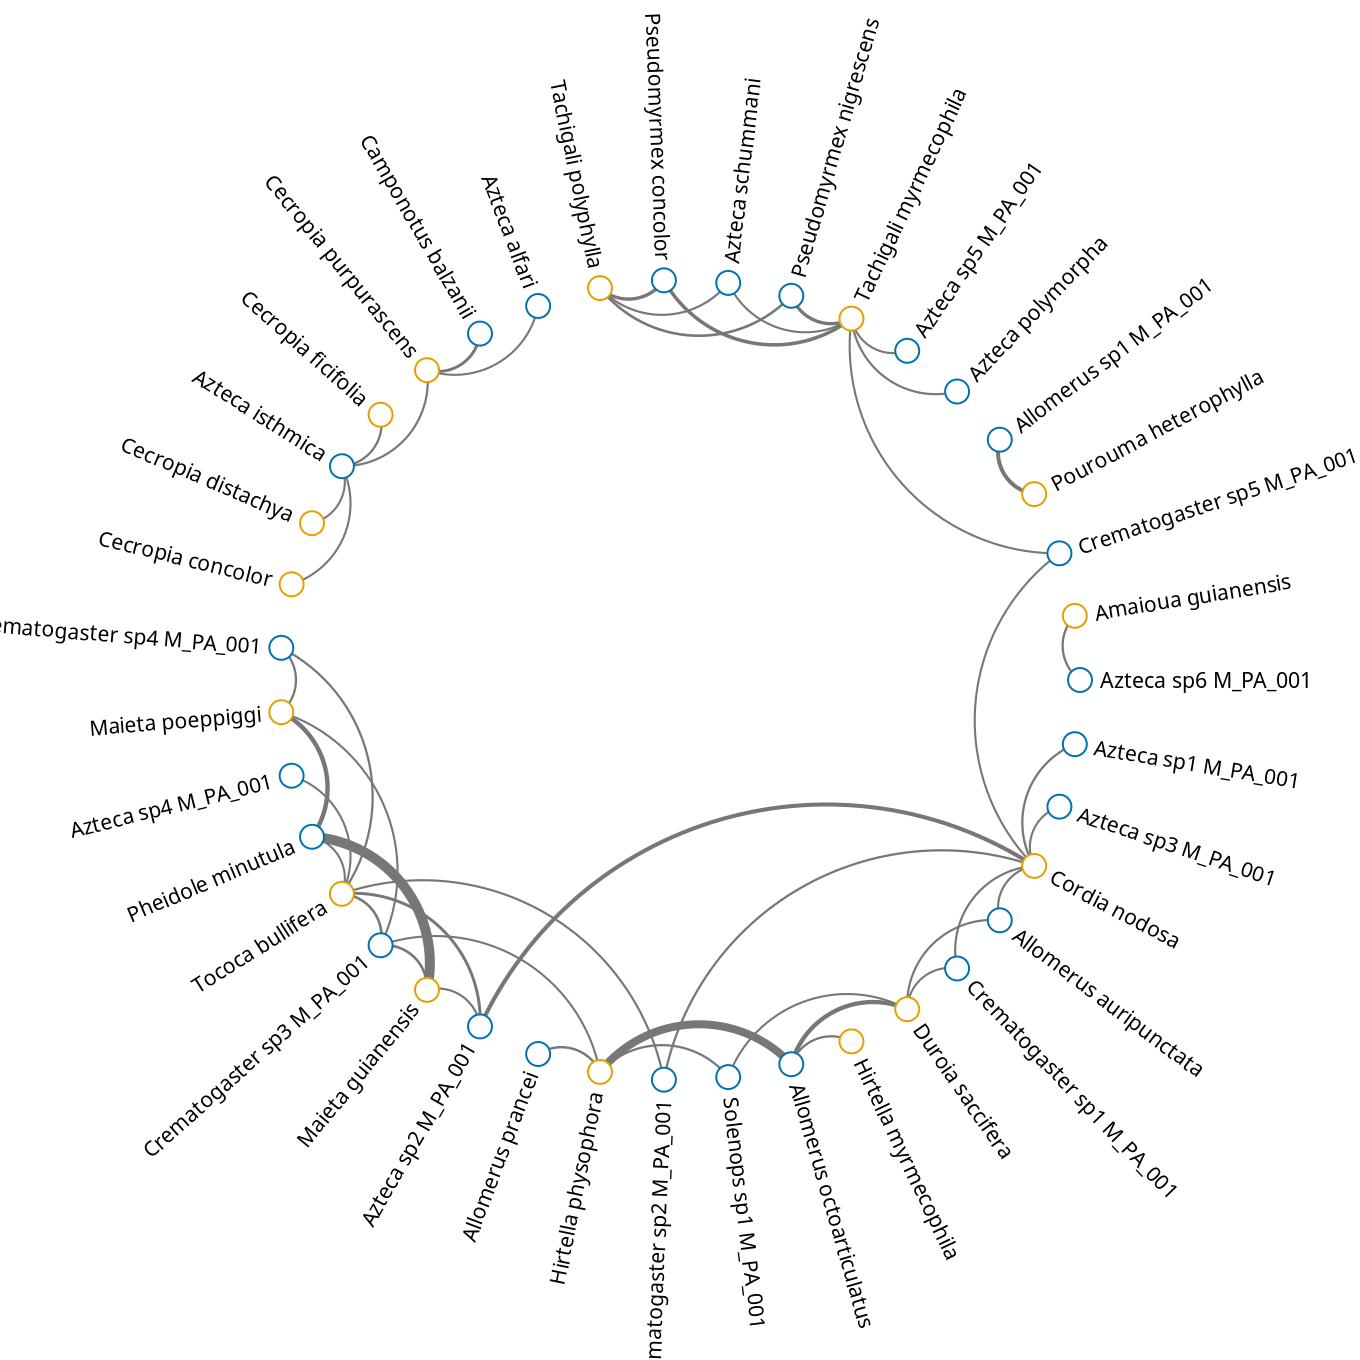 Tachigali polyphylla
Pseudomyrmex concolor
Azteca schummani
Pseudomyrmex nigrescens
Tachigali myrmecophila
Azteca sp5 M_PA_001
Azteca polymorpha
Allomerus sp1 M_PA_001
Pourouma heterophylla
Crematogaster sp5 M_PA_001
Amaioua guianensis
Azteca sp6 M_PA_001
Azteca sp1 M_PA_001
Azteca sp3 M_PA_001
Cordia nodosa
Allomerus auripunctata
Crematogaster sp1 M_PA_001
Duroia saccifera
Hirtella myrmecophila
Allomerus octoarticulatus
Solenops sp1 M_PA_001
matogaster sp2 M_PA_001
Hirtella physophora
Allomerus prancei
Azteca sp2 M_PA_001
Maieta guianensis
Crematogaster sp3 M_PA_001
Tococa bullifera
Pheidole minutula
Azteca sp4 M_PA_001
Maieta poeppiggi
ematogaster sp4 M_PA_001
Cecropia concolor
Cecropia distachya
Azteca isthmica
Cecropia ficifolia
Cecropia purpurascens
Camponotus balzanii
Azteca alfari